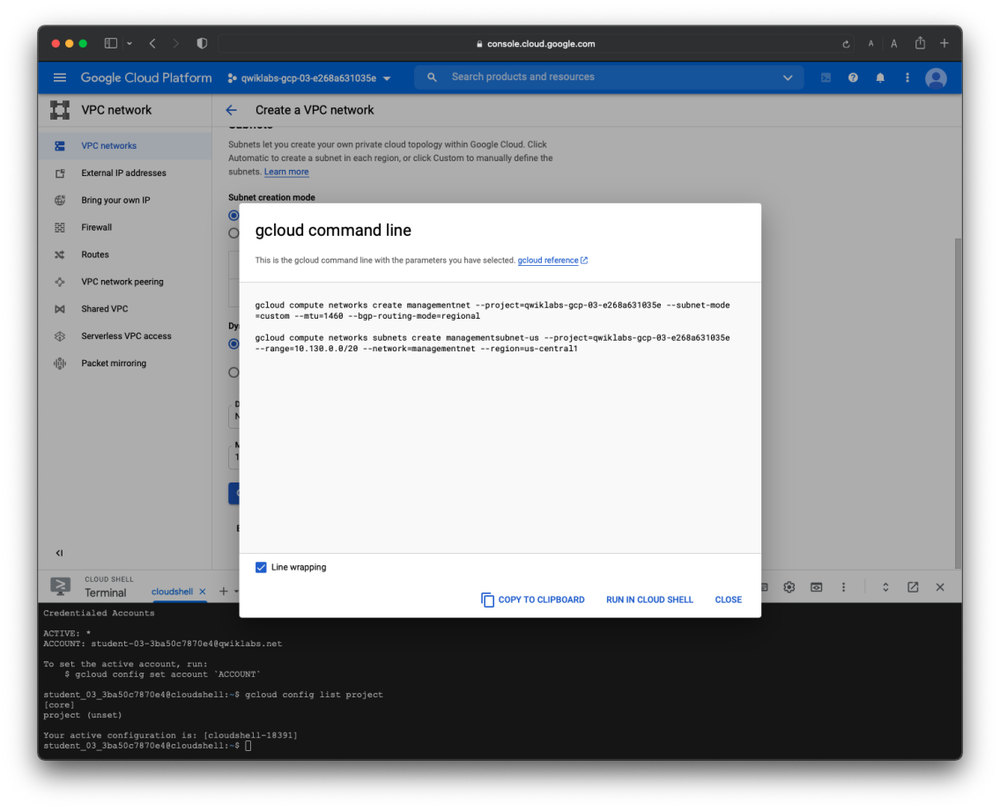 console.cloud.google.com
A
A
Google Cloud Platform
qwiklabs-gcp-03-e268a631035e
Search products and resources
VPC network
Create a VPC network
VPC networks
External IP addresses
Bring your own IP
Firewall
Routes
VPC network peering
Shared VPC
Serverless VPC access
Packet mirroring
Subnets
Subnets let you create your own private cloud topology within Google Cloud. Click
Automatic to create a subnet in each region, or click Custom to manually define the
subnets. Learn more
Subnet creation mode
gcloud command line
This is the gcloud command line with the parameters you have selected. gcloud reference
gcloud compute networks create managementnet --project=qwiklabs-gcp-03-e268a631035e --subnet-mode
=custom --mtu=1460 --bgp-routing-mode=regional
gcloud compute networks subnets create managementsubnet-us --project=qwiklabs-gcp-03-e268a631035e
--range=10.130.0.0/20 --network=managementnet --region=us-central1
Line wrapping
COPY TO CLIPBOARD
RUN IN CLOUD SHELL
CLOSE
CLOUD SHELL
Terminal
cloudshell
Credentialed Accounts
ACTIVE: *
ACCOUNT: student-03-3ba50c7870e4@qwiklabs.net
To set the active account, run:
$ gcloud config set account `ACCOUNT`
student_03_3ba50c7870e4@cloudshell:~$ gcloud config list project
[core]
project (unset)
Your active configuration is: [cloudshell-18391]
student_03_3ba50c7870e4@cloudshell:~$